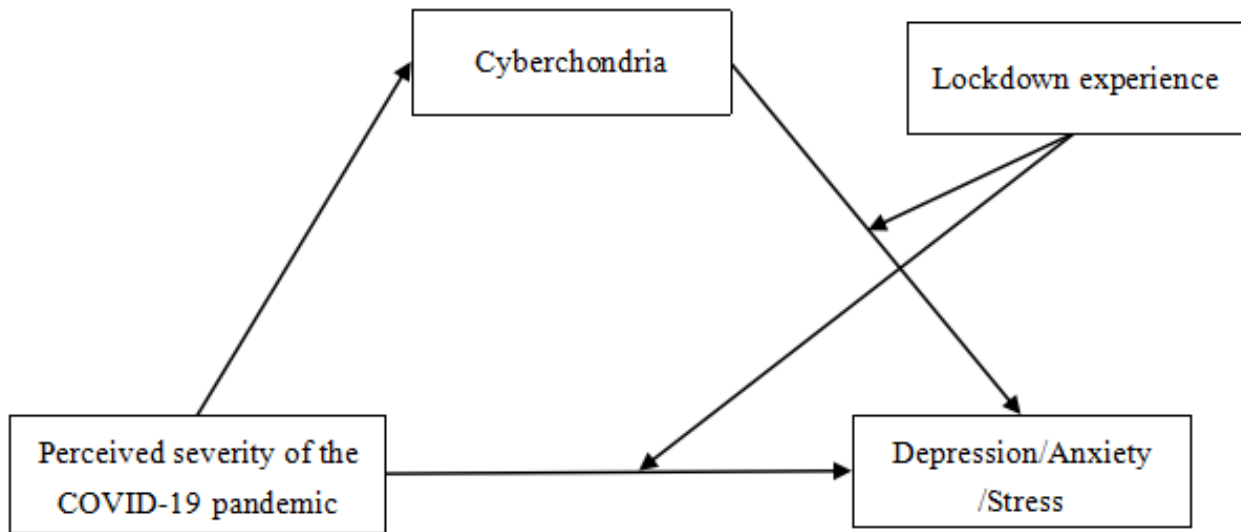 Cyberchondria
Lockdown experience
Perceived severity of the
COVID-19 pandemic
Depression/Anxiety
/Stress